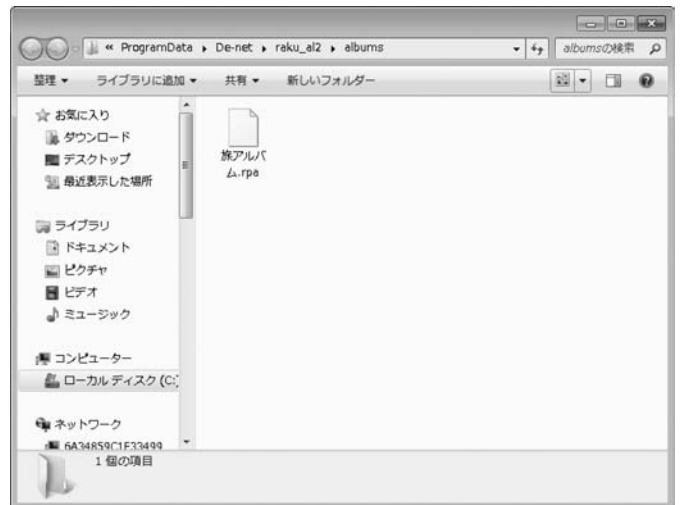 « ProgramData ▸ De-net ▸ raku_al2 ▸ albums
albumsの検索
整理 ▼ ライブラリに追加 ▼ 共有 ▼ 新しいフォルダー
お気に入り
ダウンロード
デスクトップ
最近表示した場所
ライブラリ
ドキュメント
ピクチャ
ビデオ
ミュージック
コンピューター
ローカル ディスク (C:)
ネットワーク
6A34859C1F33499
旅アルバ
ム.rpa
1 個の項目